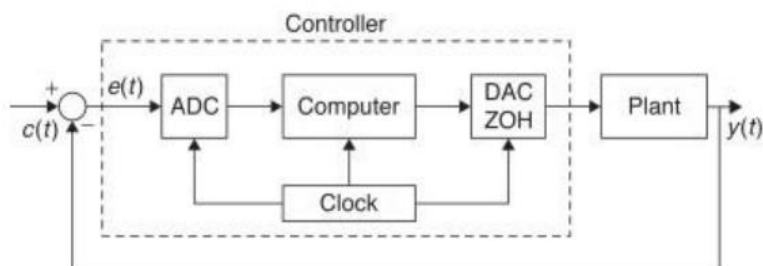 Controller
+
e(t)
ADC
Computer
DAC
ZOH
Plant
c(t)
−
y(t)
Clock